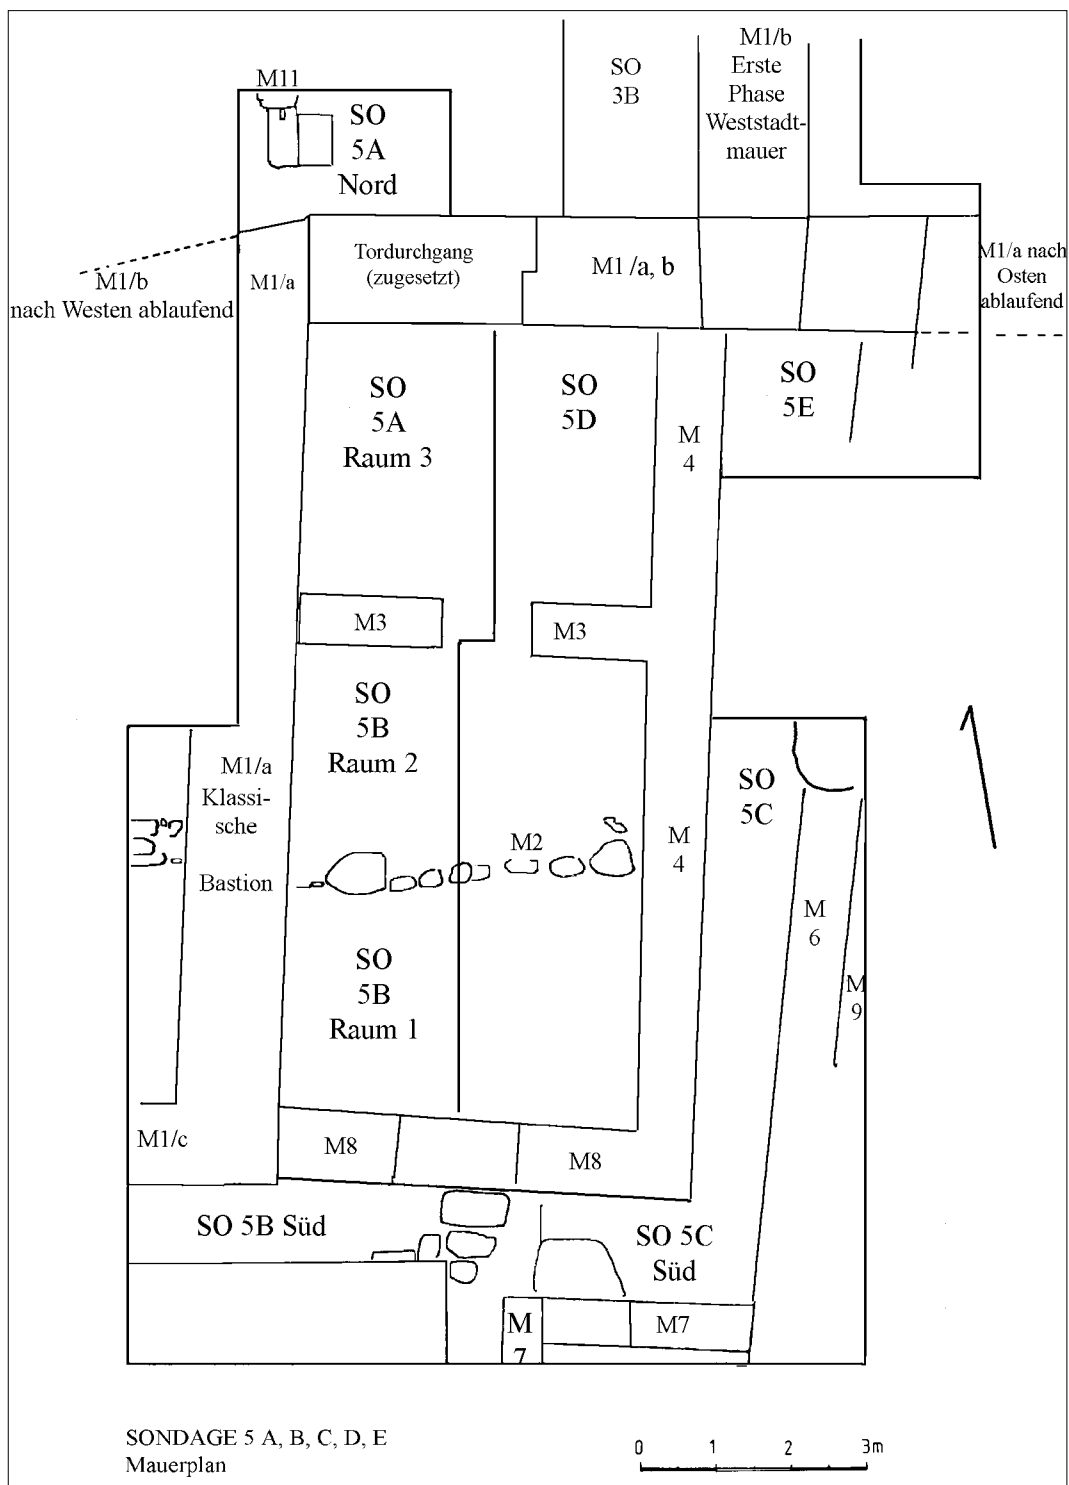 M11
SO
5A
Nord
SO
3B
M1/b
Erste
Phase
Weststadt-
mauer
M1/b
nach Westen ablaufend
M1/a
Tordurchgang
(zugesetzt)
M1 /a, b
M1/a nach
Osten
ablaufend
SO
5A
Raum 3
SO
5D
M
4
SO
5E
M3
M3
SO
5B
Raum 2
M1/a
Klassi-
sche
Bastion
M2
M
4
SO
5C
M
6
M
9
SO
5B
Raum 1
M1/c
M8
M8
SO 5B Süd
SO 5C
Süd
M
7
M7
SONDAGE 5 A, B, C, D, E
Mauerplan
0 1 2 3m